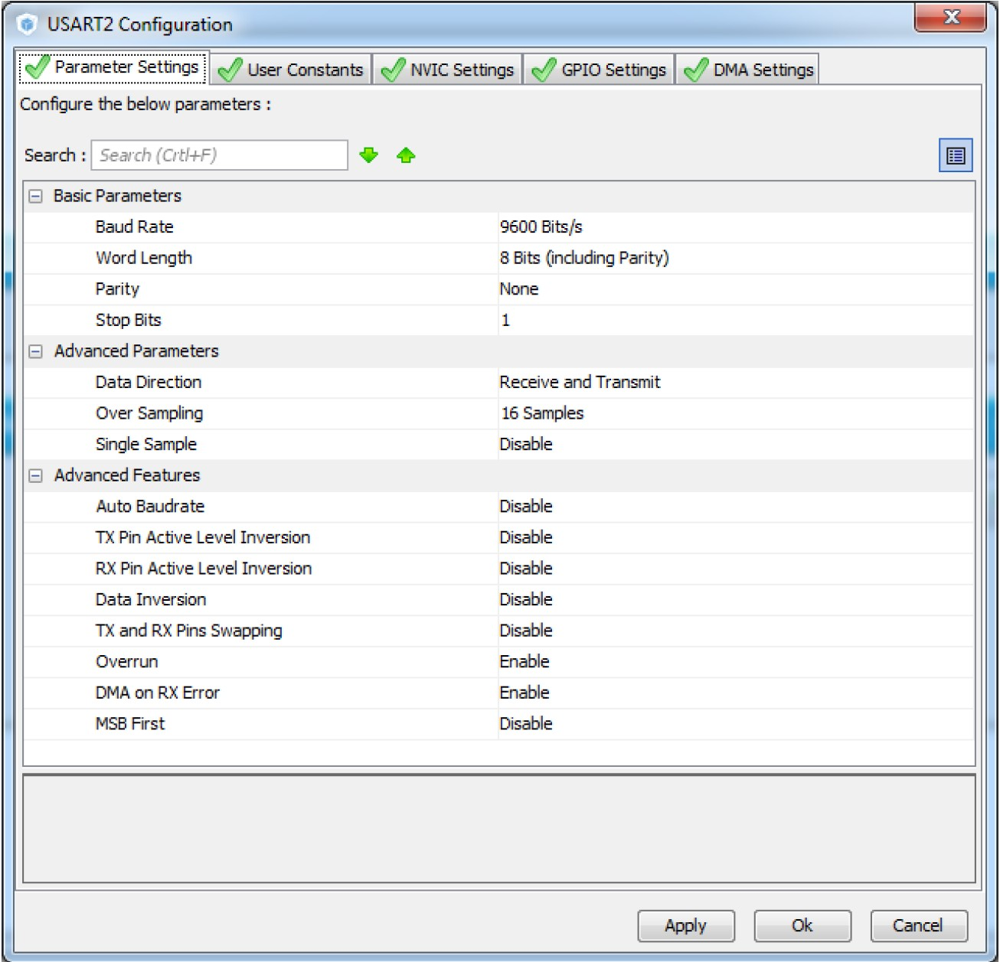 USART2 Configuration
Parameter Settings User Constants NVIC Settings GPIO Settings DMA Settings
Configure the below parameters :
Search : Search (Crtl+F)
Basic Parameters
Baud Rate 9600 Bits/s
Word Length 8 Bits (including Parity)
Parity None
Stop Bits 1
Advanced Parameters
Data Direction Receive and Transmit
Over Sampling 16 Samples
Single Sample Disable
Advanced Features
Auto Baudrate Disable
TX Pin Active Level Inversion Disable
RX Pin Active Level Inversion Disable
Data Inversion Disable
TX and RX Pins Swapping Disable
Overrun Enable
DMA on RX Error Enable
MSB First Disable
Apply Ok Cancel